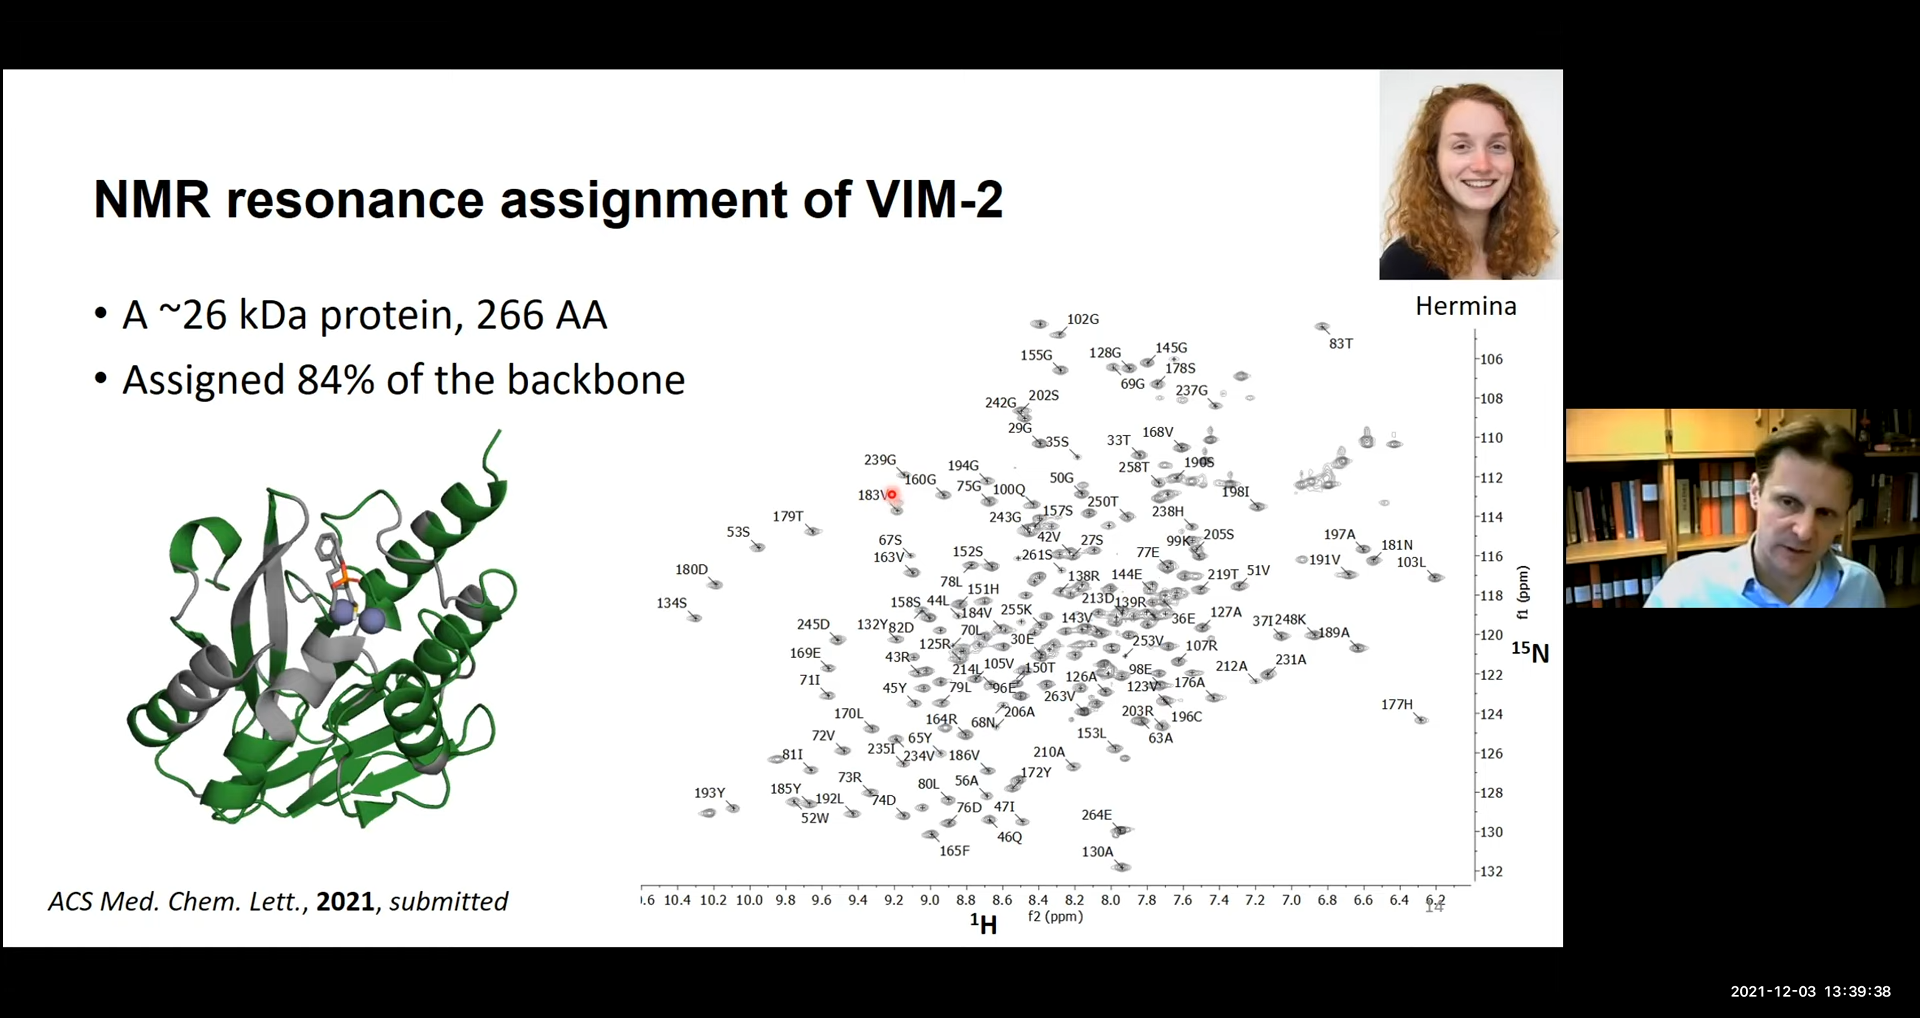 NMR resonance assignment of VIM-2
• A ~26 kDa protein, 266 AA
• Assigned 84% of the backbone
Hermina
102G
83T
145G
128G
155G
178S
69G
237G
202S
242G
29G
35S
33T
168V
239G
194G
258T
190S
160G
50G
75G
100Q
198I
183V
250T
157S
238H
243G
179T
53S
42V
27S
205S
99K
197A
67S
181N
163V
152S
261S
77E
191V
103L
180D
78L
151H
138R
144E
219T
51V
134S
158S
44L
255K
213D
139R
184V
127A
143V
36E
37I
248K
245D
132Y
82D
70L
189A
125R
30E
253V
107R
169E
43R
105V
150T
212A
231A
214L
98E
71I
126A
176A
45Y
79L
96E
123V
263V
177H
170L
164R
206A
203R
196C
68N
72V
65Y
153L
63A
235I
234V
186V
210A
81I
73R
56A
172Y
80L
193Y
185Y
192L
74D
76D
47I
52W
46Q
264E
165F
130A
106
108
110
112
114
116
118
120
122
124
126
128
130
132
f1 (ppm)
15N
.6 10.4 10.2 10.0 9.8 9.6 9.4 9.2 9.0 8.8 8.6 8.4 8.2 8.0 7.8 7.6 7.4 7.2 7.0 6.8 6.6 6.4 6.2
f2 (ppm)
1H
14
ACS Med. Chem. Lett., 2021, submitted
2021-12-03 13:39:38